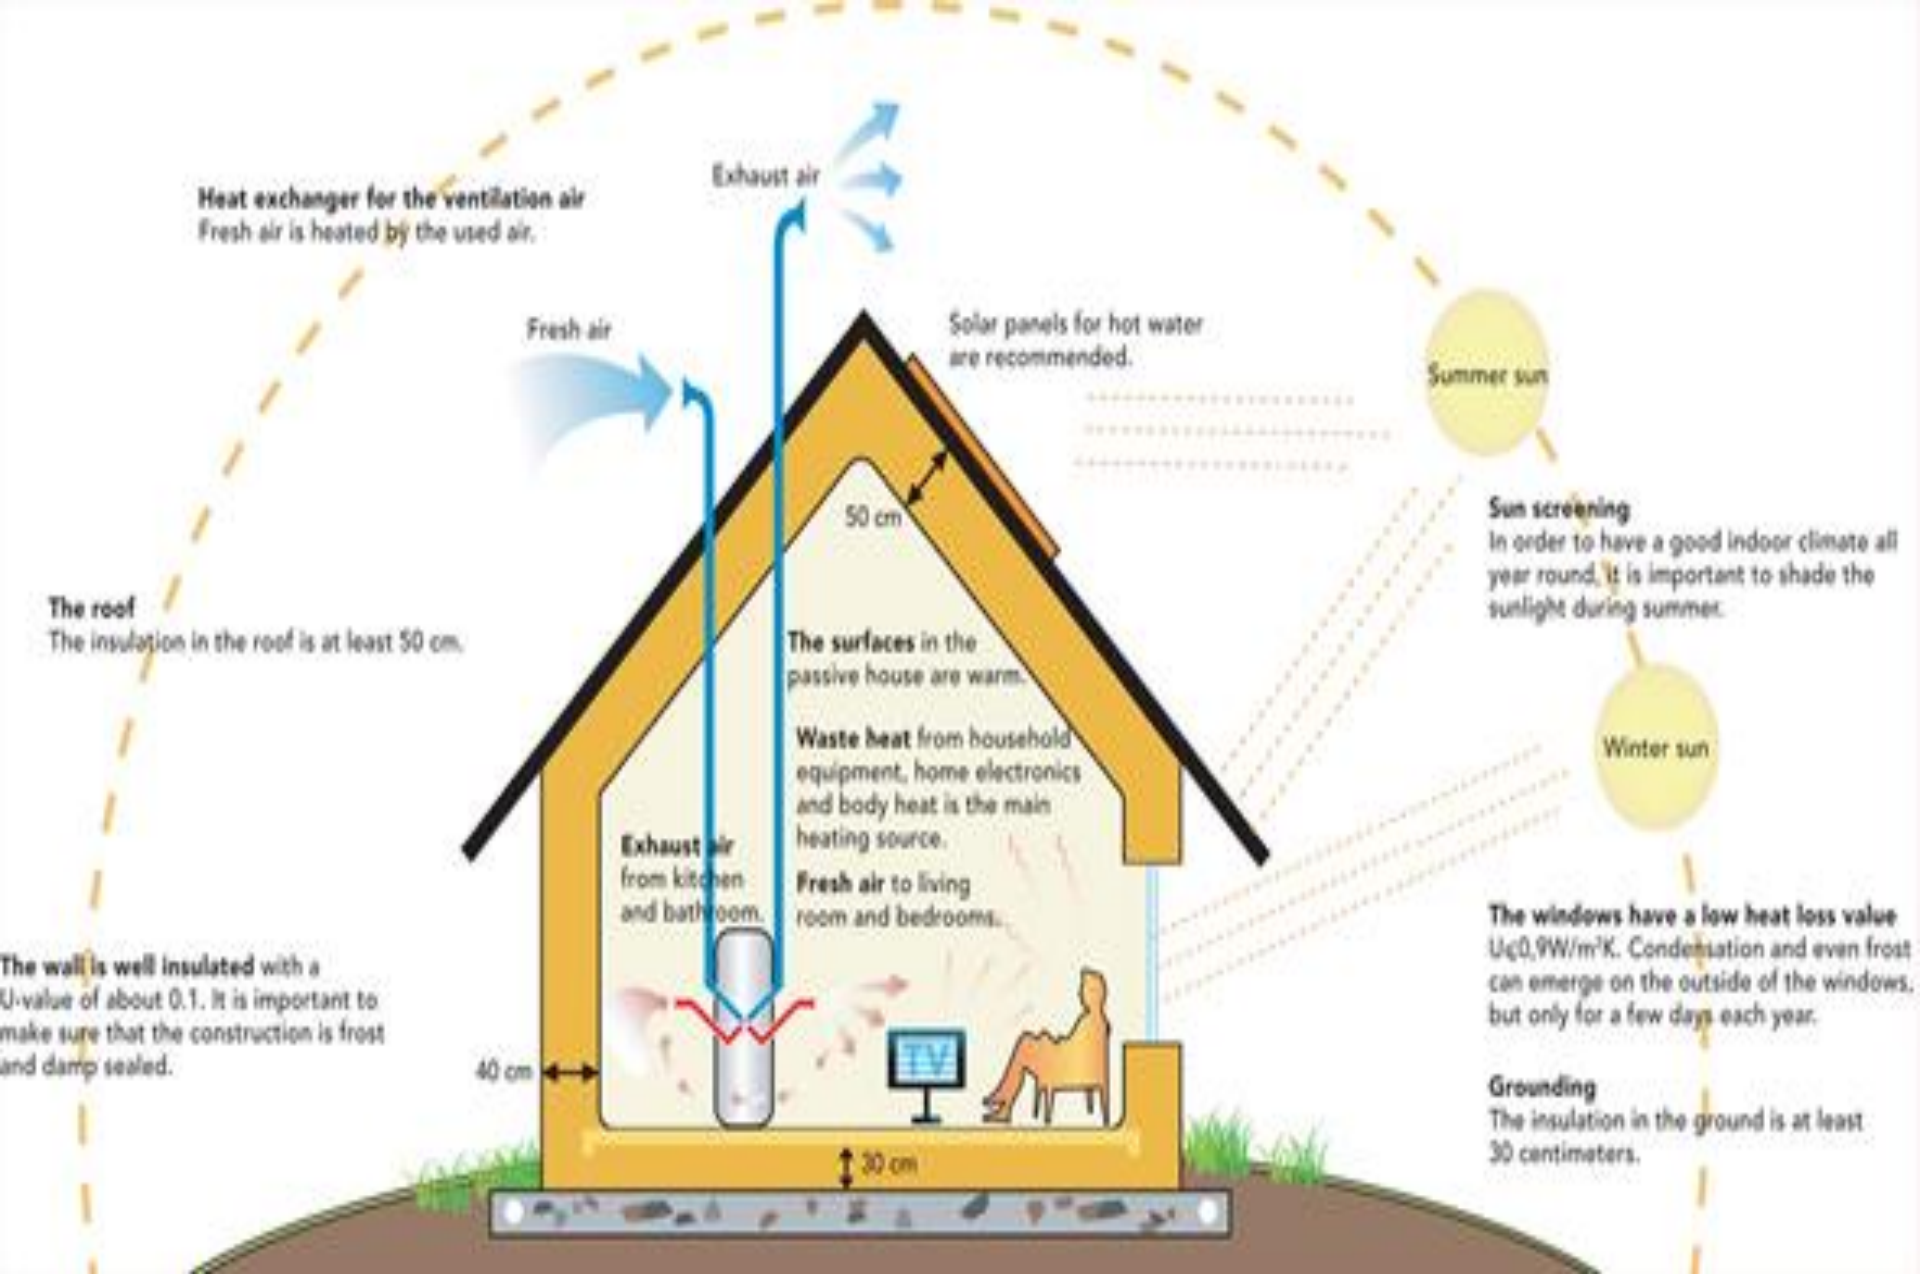 Exhaust air
Heat exchanger for the ventilation air
Fresh air is heated by the used air.
Fresh air
Solar panels for hot water
are recommended.
Summer sun
50 cm
Sun screening
In order to have a good indoor climate all
year round, it is important to shade the
sunlight during summer.
The roof
The insulation in the roof is at least 50 cm.
The surfaces in the
passive house are warm.
Waste heat from household
equipment, home electronics
and body heat is the main
heating source.
Winter sun
Exhaust air
from kitchen
and bathroom.
Fresh air to living
room and bedrooms.
The windows have a low heat loss value
U≤0,9W/m²K. Condensation and even frost
can emerge on the outside of the windows,
but only for a few days each year.
The wall is well insulated with a
U-value of about 0.1. It is important to
make sure that the construction is frost
and damp sealed.
40 cm
TV
Grounding
The insulation in the ground is at least
30 centimeters.
30 cm